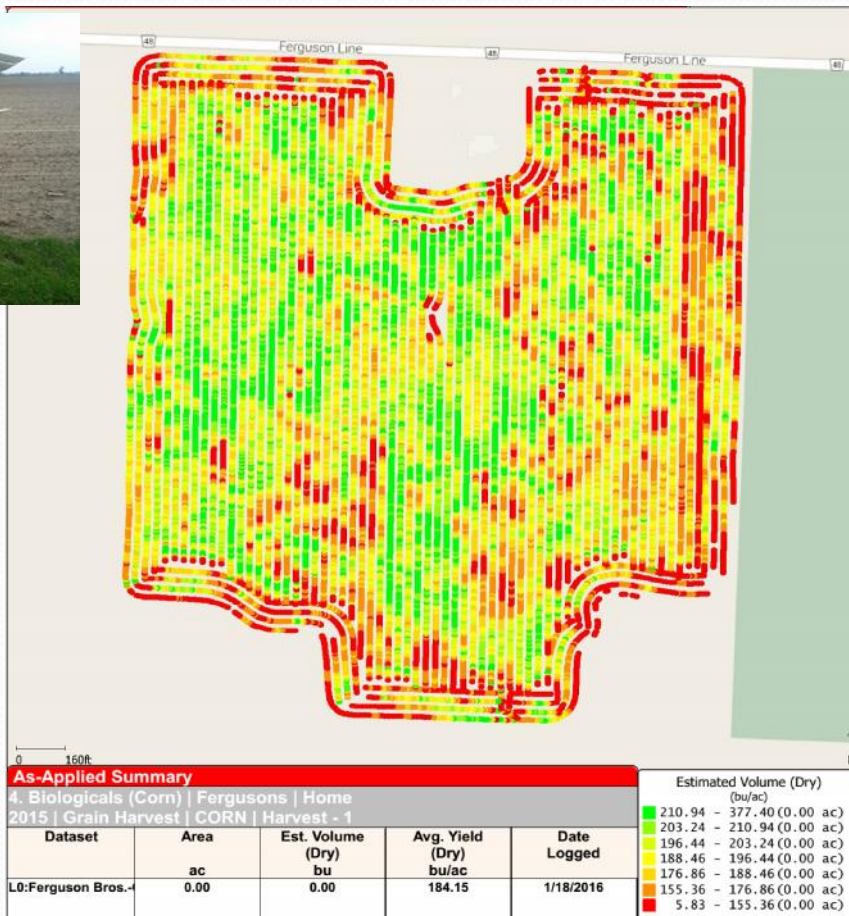 48
Ferguson Line
48
Ferguson Line
48
0 160ft
As-Applied Summary
4. Biologicals (Corn) | Fergusons | Home
2015 | Grain Harvest | CORN | Harvest - 1
Dataset Area Est. Volume Avg. Yield Date
(Dry) (Dry) Logged
ac bu bu/ac
L0:Ferguson Bros.- 0.00 0.00 184.15 1/18/2016
Estimated Volume (Dry)
(bu/ac)
210.94 - 377.40(0.00 ac)
203.24 - 210.94(0.00 ac)
196.44 - 203.24(0.00 ac)
188.46 - 196.44(0.00 ac)
176.86 - 188.46(0.00 ac)
155.36 - 176.86(0.00 ac)
5.83 - 155.36(0.00 ac)